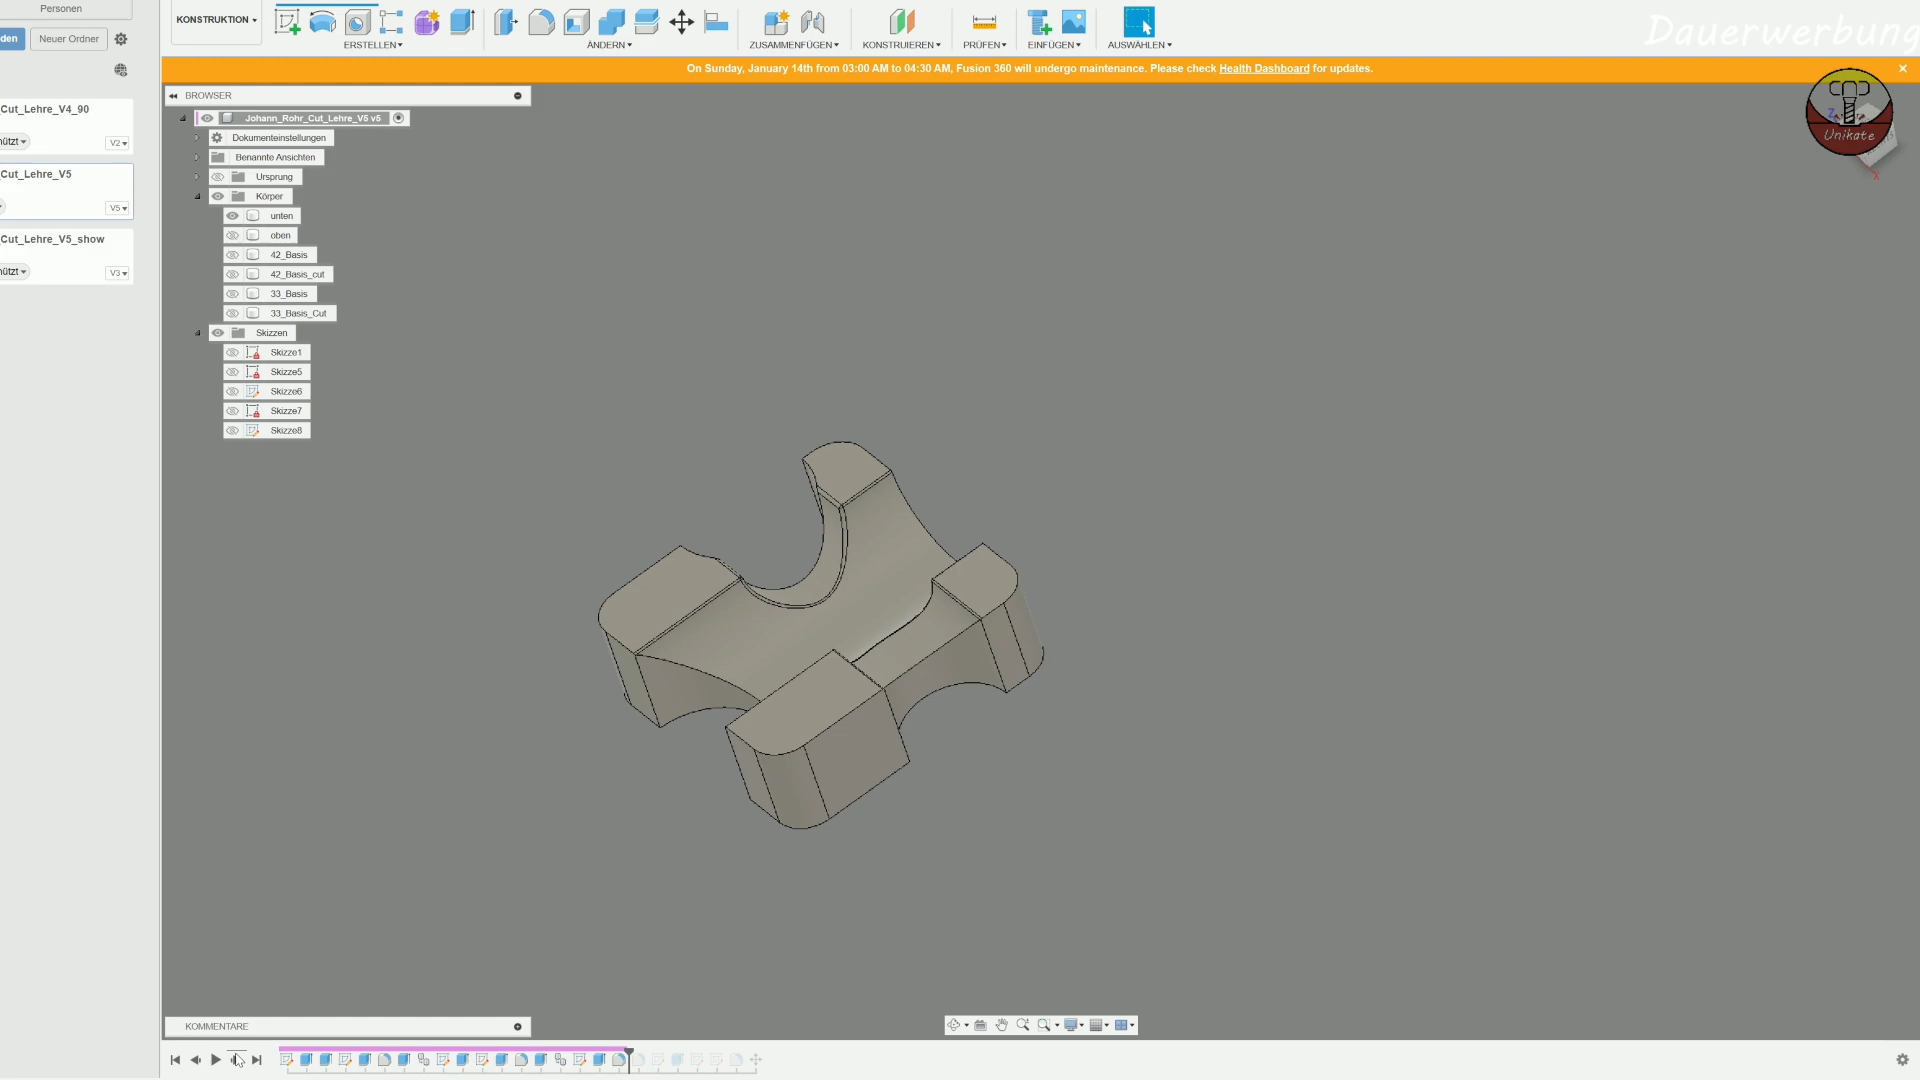 Personen
den
Neuer Ordner
Cut_Lehre_V4_90
nützt
V2
Cut_Lehre_V5
V5
Cut_Lehre_V5_show
nützt
V3
KONSTRUKTION
ERSTELLEN
ÄNDERN
ZUSAMMENFÜGEN
KONSTRUIEREN
PRÜFEN
EINFÜGEN
AUSWÄHLEN
Dauerwerbung
On Sunday, January 14th from 03:00 AM to 04:30 AM, Fusion 360 will undergo maintenance. Please check Health Dashboard for updates.
BROWSER
Johann_Rohr_Cut_Lehre_V5 v5
Dokumenteinstellungen
Benannte Ansichten
Ursprung
Körper
unten
oben
42_Basis
42_Basis_cut
33_Basis
33_Basis_Cut
Skizzen
Skizze1
Skizze5
Skizze6
Skizze7
Skizze8
Z
Unikate
X
KOMMENTARE